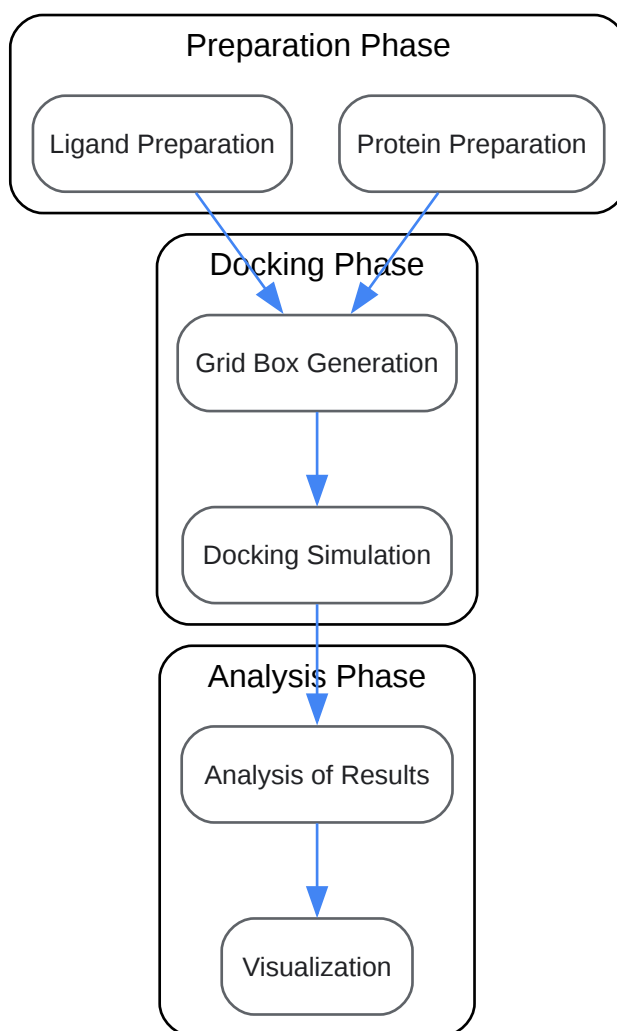 Preparation Phase
Ligand Preparation
Protein Preparation
Docking Phase
Grid Box Generation
Docking Simulation
Analysis Phase
Analysis of Results
Visualization